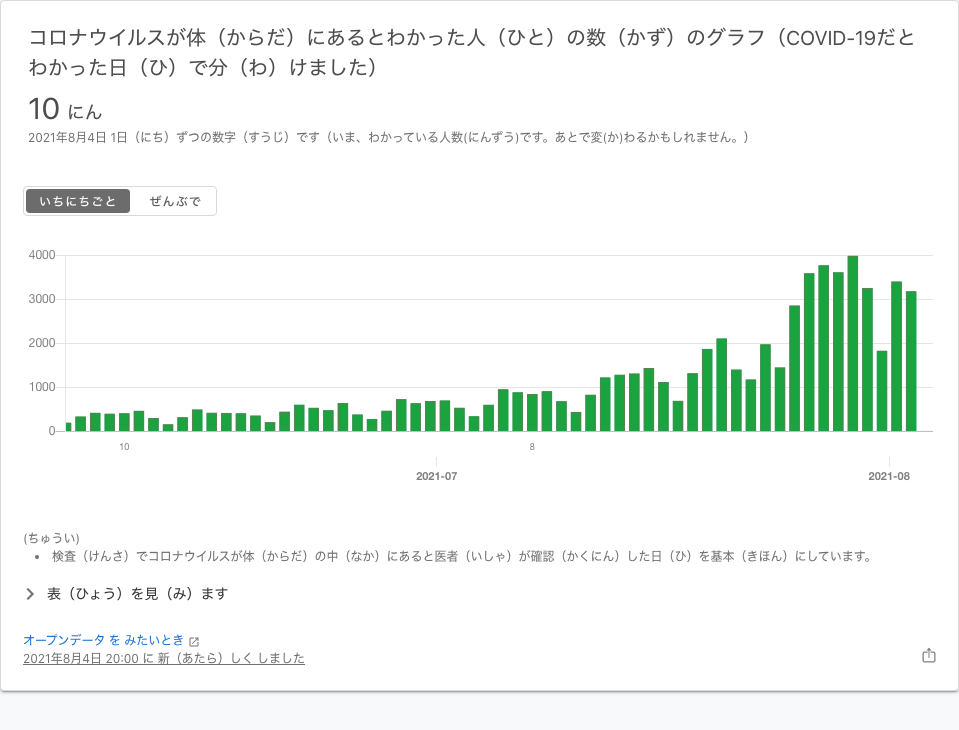 コロナウイルスが体（からだ）にあるとわかった人（ひと）の数（かず）のグラフ（COVID-19だと
わかった日（ひ）で分（わ）けました）
10 にん
2021年8月4日 1日（にち）ずつの数字（すうじ）です（いま、わかっている人数(にんずう)です。あとで変(か)わるかもしれません。）
いちにちごと ぜんぶで
4000
3000
2000
1000
0
10 8
2021-07 2021-08
(ちゅうい)
• 検査（けんさ）でコロナウイルスが体（からだ）の中（なか）にあると医者（いしゃ）が確認（かくにん）した日（ひ）を基本（きほん）にしています。
表（ひょう）を見（み）ます
オープンデータ を みたいとき
2021年8月4日 20:00 に 新（あたら）しく しました